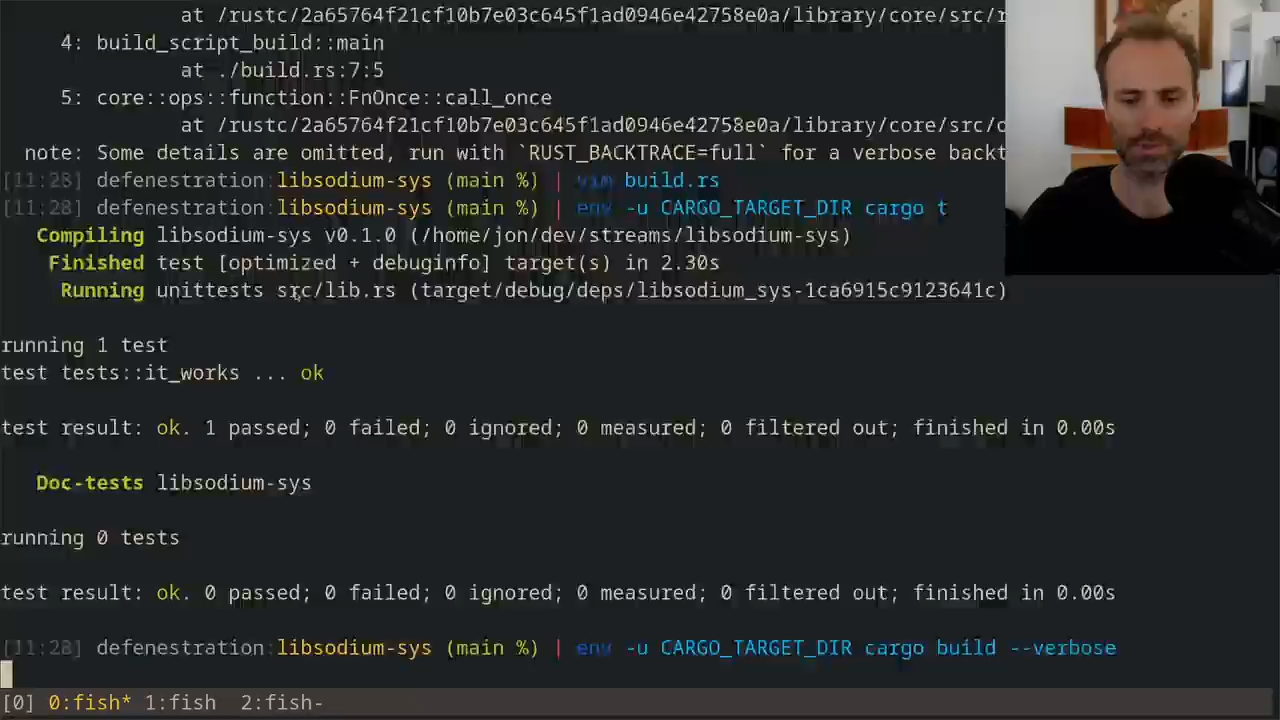 at /rustc/2a65764f21cf10b7e03c645f1ad0946e42758e0a/library/core/src/r
4: build_script_build::main
at ./build.rs:7:5
5: core::ops::function::FnOnce::call_once
at /rustc/2a65764f21cf10b7e03c645f1ad0946e42758e0a/library/core/src/o
note: Some details are omitted, run with `RUST_BACKTRACE=full` for a verbose backt
[11:28] defenestration:libsodium-sys (main %) | vim build.rs
[11:28] defenestration:libsodium-sys (main %) | env -u CARGO_TARGET_DIR cargo t
Compiling libsodium-sys v0.1.0 (/home/jon/dev/streams/libsodium-sys)
Finished test [optimized + debuginfo] target(s) in 2.30s
Running unittests src/lib.rs (target/debug/deps/libsodium_sys-1ca6915c9123641c)
running 1 test
test tests::it_works ... ok
test result: ok. 1 passed; 0 failed; 0 ignored; 0 measured; 0 filtered out; finished in 0.00s
Doc-tests libsodium-sys
running 0 tests
test result: ok. 0 passed; 0 failed; 0 ignored; 0 measured; 0 filtered out; finished in 0.00s
[11:28] defenestration:libsodium-sys (main %) | env -u CARGO_TARGET_DIR cargo build --verbose
[0] 0:fish* 1:fish 2:fish-